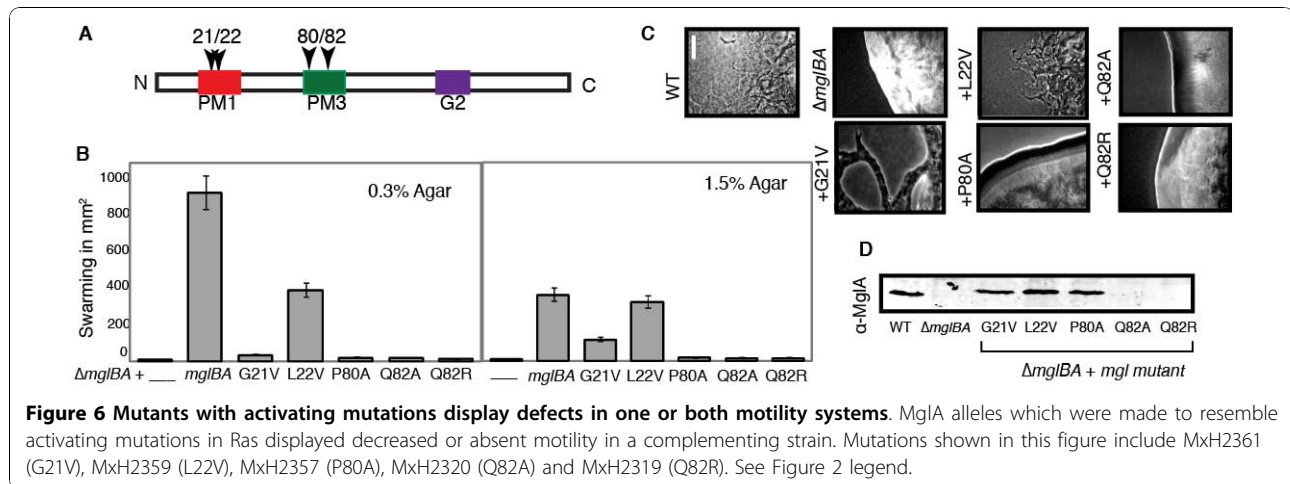 A
21/22
80/82
N
C
PM1
PM3
G2
B
Swarming in mm²
1000
800
600
400
200
0
0.3% Agar
1.5% Agar
ΔmglBA + ___ mglBA G21V L22V P80A Q82A Q82R
___ mglBA G21V L22V P80A Q82A Q82R
C
WT
ΔmglBA
+L22V
+Q82A
+G21V
+P80A
+Q82R
D
α-MglA
WT ΔmglBA G21V L22V P80A Q82A Q82R
ΔmglBA + mgl mutant
Figure 6 Mutants with activating mutations display defects in one or both motility systems. MglA alleles which were made to resemble
activating mutations in Ras displayed decreased or absent motility in a complementing strain. Mutations shown in this figure include MxH2361
(G21V), MxH2359 (L22V), MxH2357 (P80A), MxH2320 (Q82A) and MxH2319 (Q82R). See Figure 2 legend.